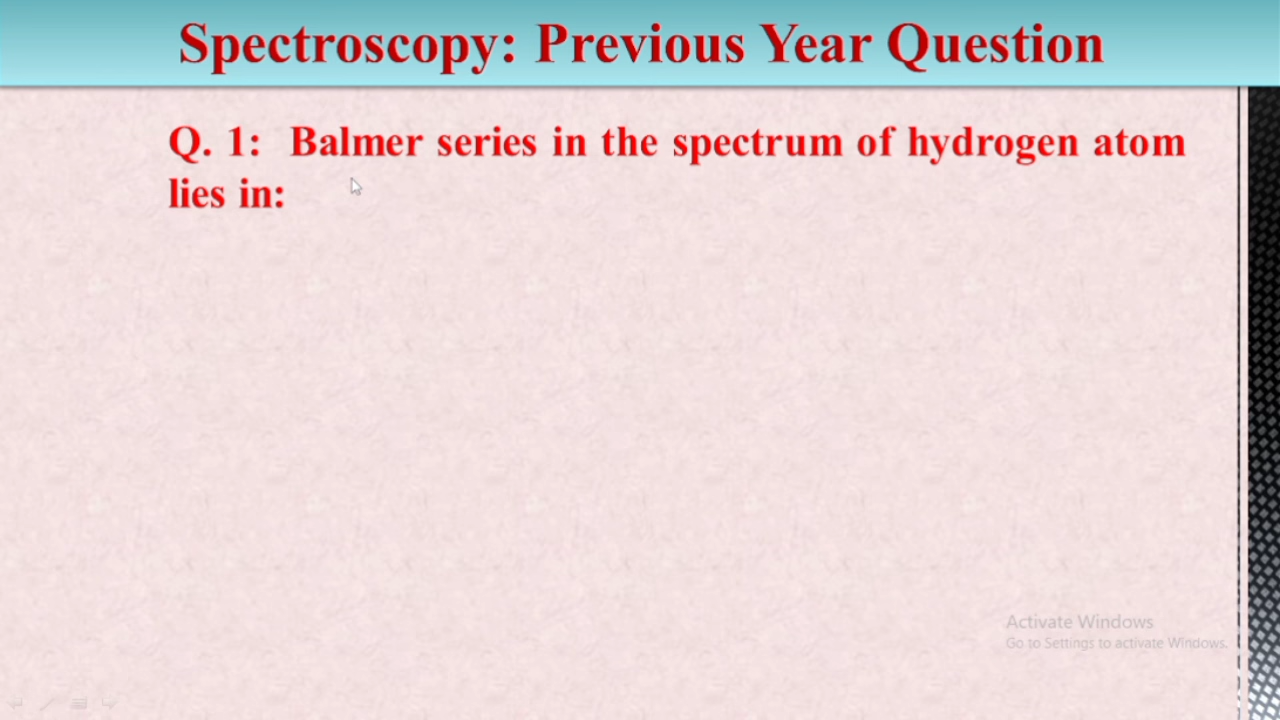 Spectroscopy: Previous Year Question
Q. 1: Balmer series in the spectrum of hydrogen atom
lies in:
Activate Windows
Go to Settings to activate Windows.